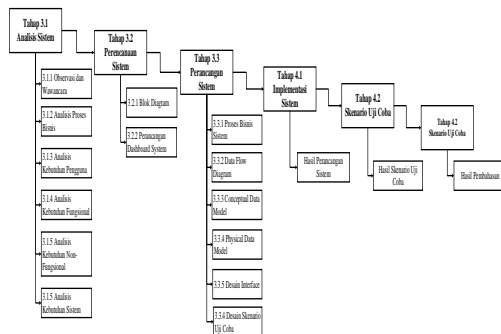 Tahap 3.1
Analisis Sistem
3.1.1 Observasi dan
Wawancara
3.1.2 Analisis Proses
Bisnis
3.1.3 Analisis
Kebutuhan Pengguna
3.1.4 Analisis
Kebutuhan Fungsional
3.1.5 Analisis
Kebutuhan Non-
Fungsional
3.1.5 Analisis
Kebutuhan Sistem
Tahap 3.2
Perencanaan
Sistem
3.2.1 Blok Diagram
3.2.2 Perancangan
Dashboard System
Tahap 3.3
Perancangan
Sistem
3.3.1 Proses Bisnis
Sistem
3.3.2 Data Flow
Diagram
3.3.3 Conceptual Data
Model
3.3.4 Physical Data
Model
3.3.5 Desain Interface
3.3.4 Desain Skenario
Uji Coba
Tahap 4.1
Implementasi
Sistem
Hasil Perancangan
Sistem
Tahap 4.2
Skenario Uji Coba
Hasil Skenario Uji
Coba
Tahap 4.2
Skenario Uji Coba
Hasil Pembahasan